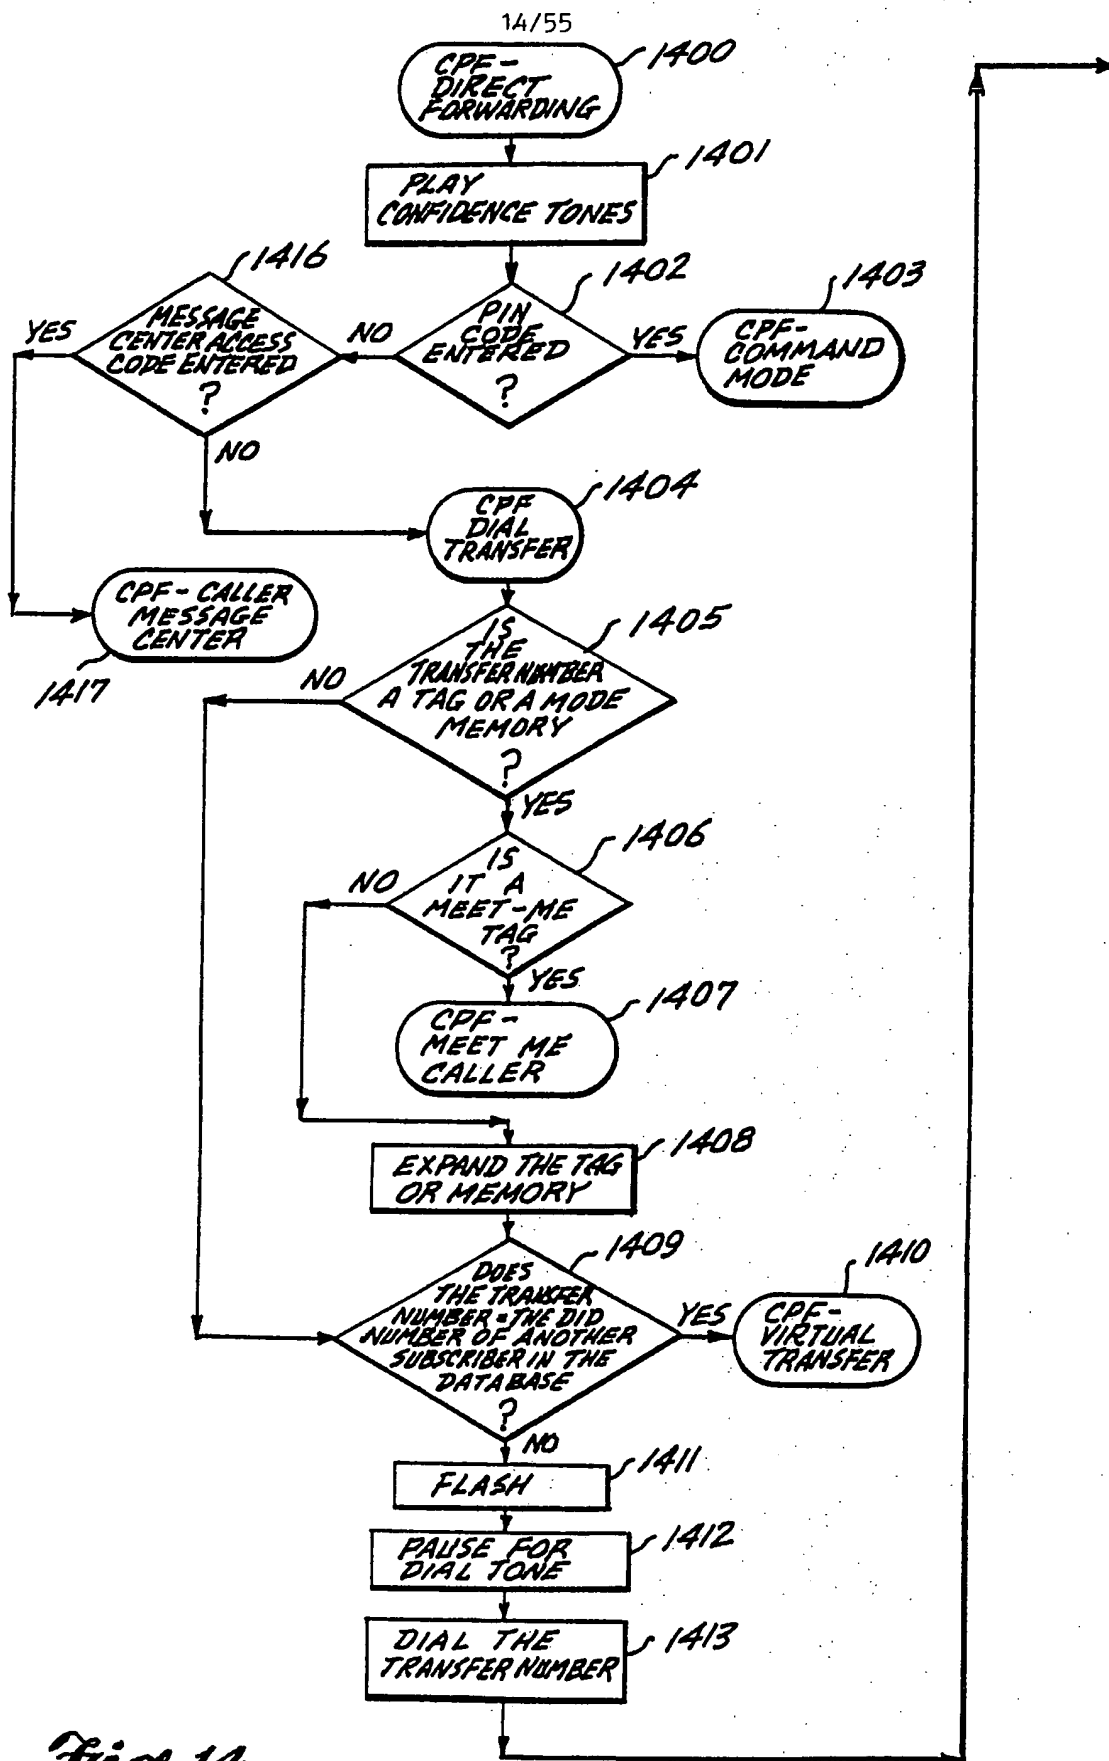 14/55
CPF-
DIRECT
FORWARDING
1400
PLAY
CONFIDENCE TONES
1401
PIN
CODE
ENTERED
?
1402
YES
CPF-
COMMAND
MODE
1403
NO
MESSAGE
CENTER ACCESS
CODE ENTERED
?
1416
YES
NO
CPF
DIAL
TRANSFER
1404
CPF-CALLER
MESSAGE
CENTER
1417
IS
THE
TRANSFER NUMBER
A TAG OR A MODE
MEMORY
?
1405
NO
YES
IS
IT A
MEET-ME
TAG
?
1406
NO
YES
CPF-
MEET ME
CALLER
1407
EXPAND THE TAG
OR MEMORY
1408
DOES
THE TRANSFER
NUMBER = THE DID
NUMBER OF ANOTHER
SUBSCRIBER IN THE
DATABASE
?
1409
YES
CPF-
VIRTUAL
TRANSFER
1410
NO
FLASH
1411
PAUSE FOR
DIAL TONE
1412
DIAL THE
TRANSFER NUMBER
1413
Fig. 14